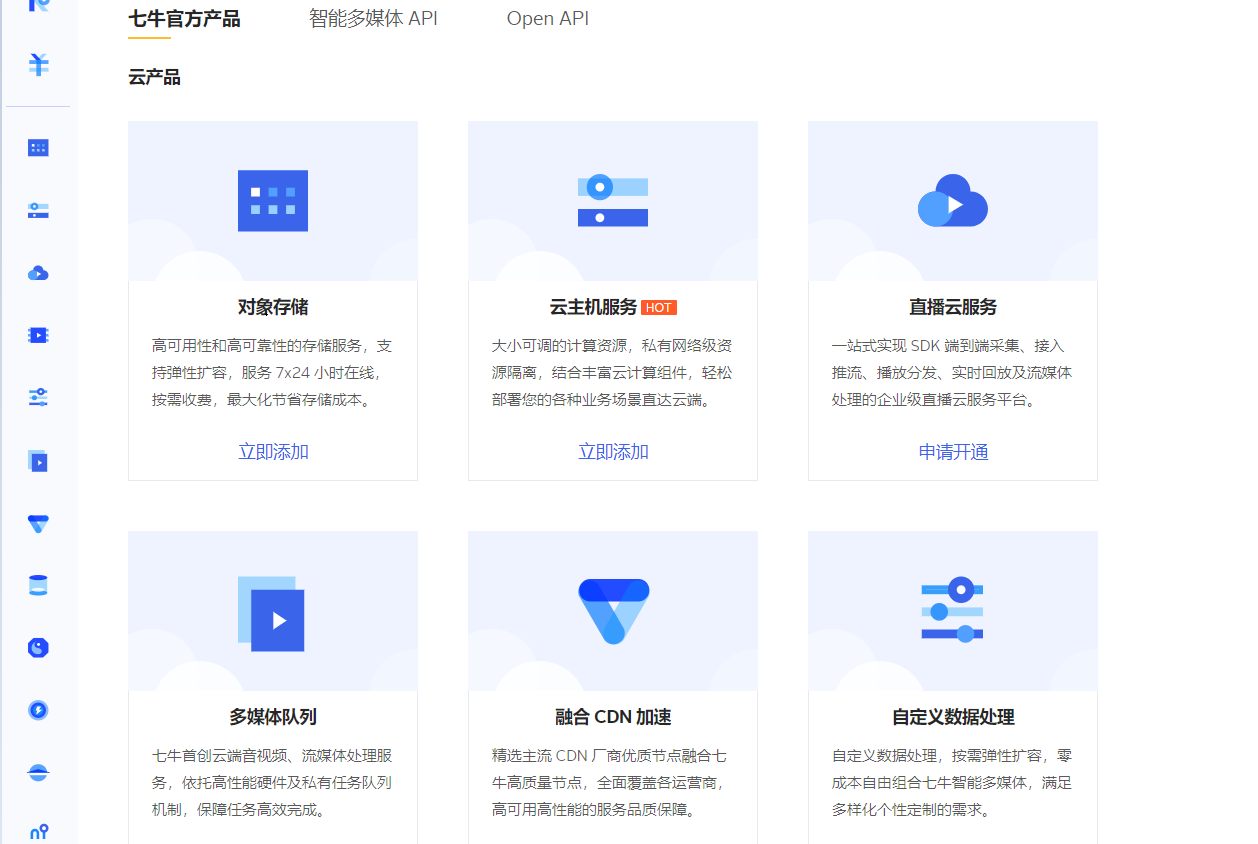 七牛官方产品
智能多媒体 API
Open API
云产品
对象存储
高可用性和高可靠性的存储服务，支
持弹性扩容，服务 7x24 小时在线，
按需收费，最大化节省存储成本。
立即添加
云主机服务 HOT
大小可调的计算资源，私有网络级资
源隔离，结合丰富云计算组件，轻松
部署您的各种业务场景直达云端。
立即添加
直播云服务
一站式实现 SDK 端到端采集、接入
推流、播放分发、实时回放及流媒体
处理的企业级直播云服务平台。
申请开通
多媒体队列
七牛首创云端音视频、流媒体处理服
务，依托高性能硬件及私有任务队列
机制，保障任务高效完成。
融合 CDN 加速
精选主流 CDN 厂商优质节点融合七
牛高质量节点，全面覆盖各运营商，
高可用高性能的服务品质保障。
自定义数据处理
自定义数据处理，按需弹性扩容，零
成本自由组合七牛智能多媒体，满足
多样化个性定制的需求。